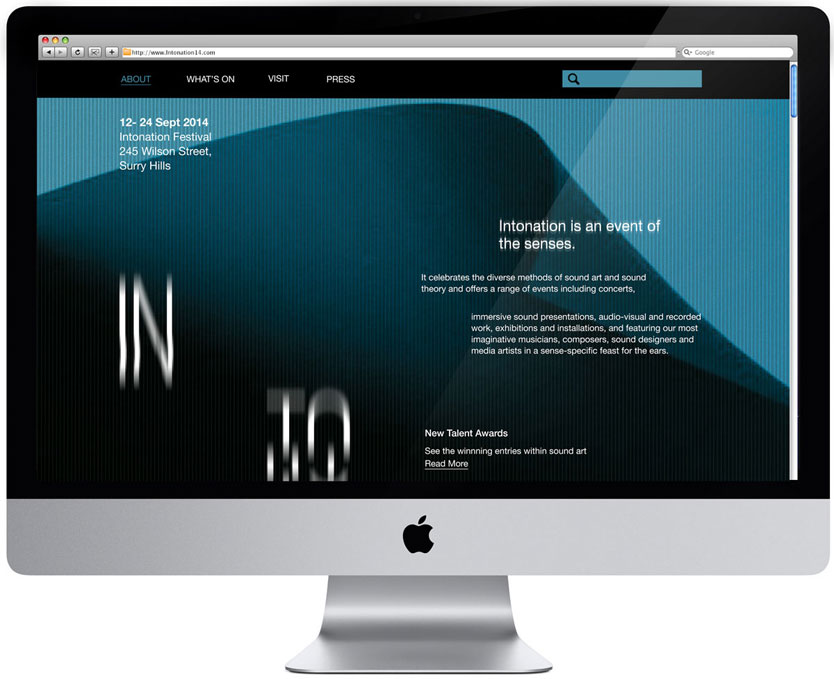 http://www.Intonation14.com
Google
ABOUT
WHAT'S ON
VISIT
PRESS
12- 24 Sept 2014
Intonation Festival
245 Wilson Street,
Surry Hills
Intonation is an event of
the senses.
It celebrates the diverse methods of sound art and sound
theory and offers a range of events including concerts,
immersive sound presentations, audio-visual and recorded
work, exhibitions and installations, and featuring our most
imaginative musicians, composers, sound designers and
media artists in a sense-specific feast for the ears.
IN
TO
New Talent Awards
See the winnning entries within sound art
Read More